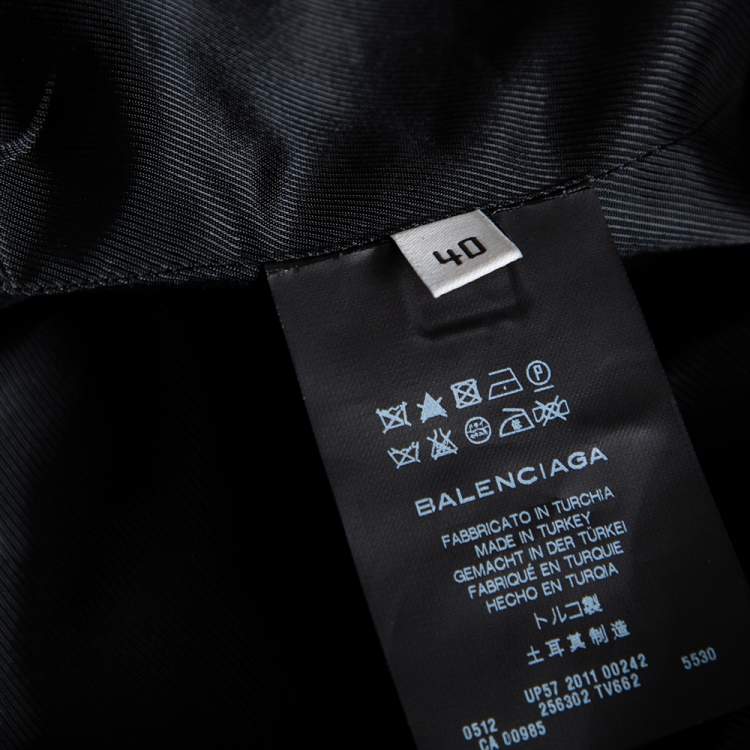 40
BALENCIAGA
FABBRICATO IN TURCHIA
MADE IN TURKEY
GEMACHT IN DER TÜRKEI
FABRIQUÉ EN TURQUIE
HECHO EN TURQIA
トルコ製
土耳其制造
UP57 2011 00242 5530
0512 256302 TV662
CA 00985